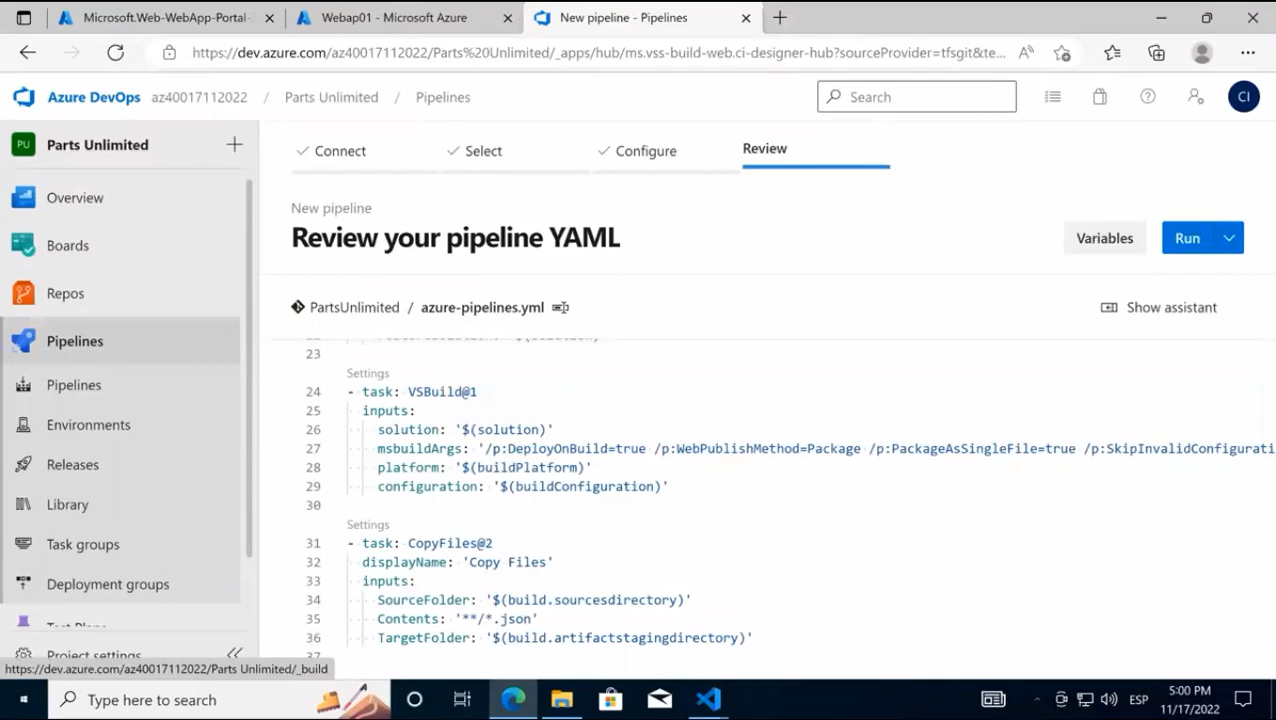 Microsoft.Web-WebApp-Portal-
Webap01 - Microsoft Azure
New pipeline - Pipelines
https://dev.azure.com/az40017112022/Parts%20Unlimited/_apps/hub/ms.vss-build-web.ci-designer-hub?sourceProvider=tfsgit&te...
Azure DevOps az40017112022 / Parts Unlimited / Pipelines
Search
CI
PU Parts Unlimited
Overview
Boards
Repos
Pipelines
Pipelines
Environments
Releases
Library
Task groups
Deployment groups
Test Plans
Project settings
https://dev.azure.com/az40017112022/Parts Unlimited/_build
Connect
Select
Configure
Review
New pipeline
Review your pipeline YAML
Variables
Run
PartsUnlimited / azure-pipelines.yml
Show assistant
23
Settings
24 - task: VSBuild@1
25 inputs:
26 solution: '$(solution)'
27 msbuildArgs: '/p:DeployOnBuild=true /p:WebPublishMethod=Package /p:PackageAsSingleFile=true /p:SkipInvalidConfigurati
28 platform: '$(buildPlatform)'
29 configuration: '$(buildConfiguration)'
30
Settings
31 - task: CopyFiles@2
32 displayName: 'Copy Files'
33 inputs:
34 SourceFolder: '$(build.sourcesdirectory)'
35 Contents: '**/*.json'
36 TargetFolder: '$(build.artifactstagingdirectory)'
37
Type here to search
ESP
5:00 PM
11/17/2022